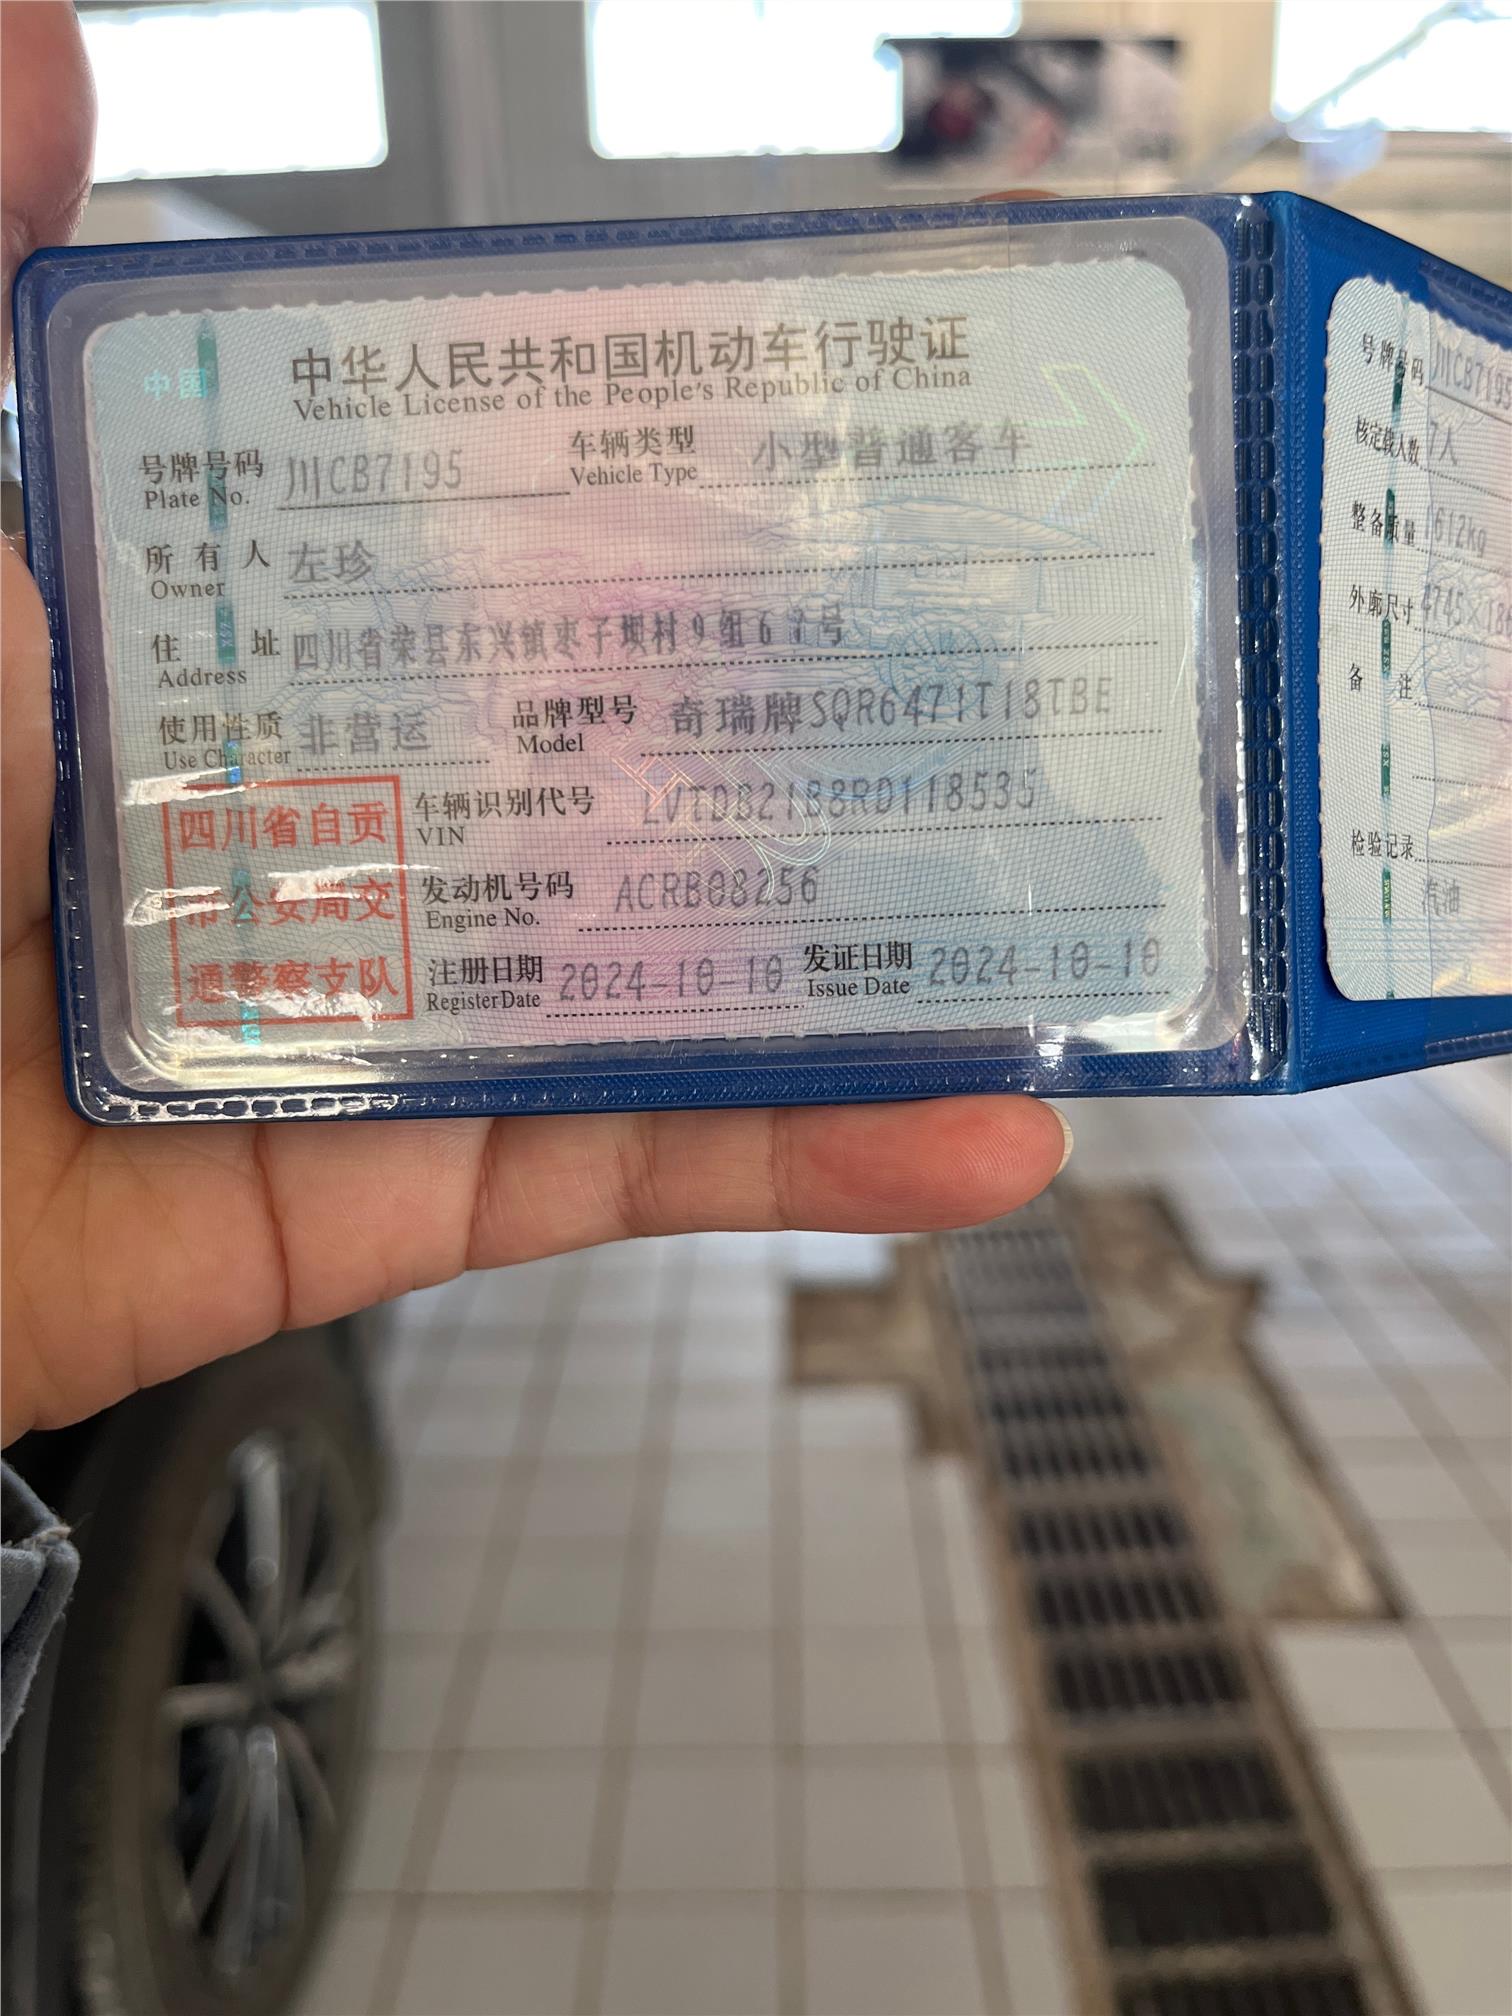 中国
中华人民共和国机动车行驶证
Vehicle License of the People's Republic of China
号牌号码 川CB7195 车辆类型 小型普通客车
Plate No. Vehicle Type
所有人 左珍
Owner
住址 四川省荣县东兴镇枣子坝村9组67号
Address
使用性质 非营运 品牌型号 奇瑞牌SQR6471T18TBE
Use Character Model
四川省自贡
市公安局交
通警察支队
车辆识别代号 LVTDB21B8RD118535
VIN
发动机号码 ACRB08256
Engine No.
注册日期 2024-10-10 发证日期 2024-10-10
Register Date Issue Date
号牌号码 川CB7195
核定载人数 7人
整备质量 1612kg
外廓尺寸 4745×18
备注
检验记录
汽油